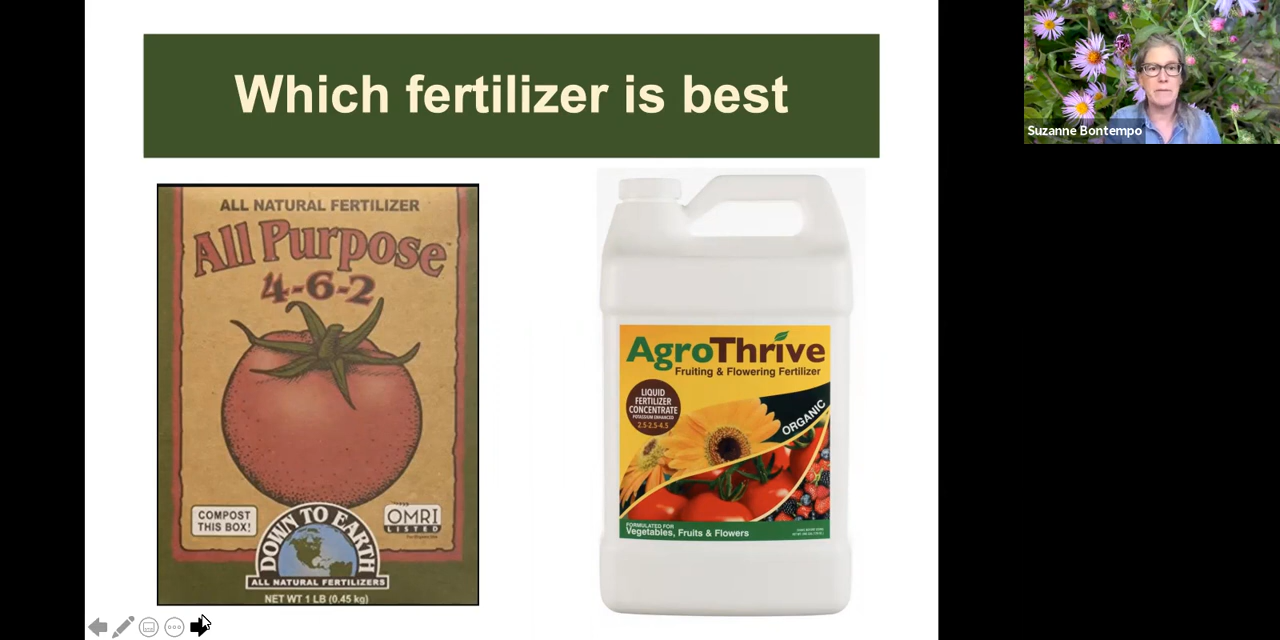 Which fertilizer is best
Suzanne Bontempo
ALL NATURAL FERTILIZER
All Purpose™
4-6-2
COMPOST
THIS BOX!
OMRI
LISTED
DOWN TO EARTH
ALL NATURAL FERTILIZERS
NET WT 1 LB (0.45 kg)
AgroThrive
Fruiting & Flowering Fertilizer
LIQUID
FERTILIZER
CONCENTRATE
POTASSIUM ENHANCED
2.5-2.5-4.5
ORGANIC
FORMULATED FOR
Vegetables, Fruits & Flowers